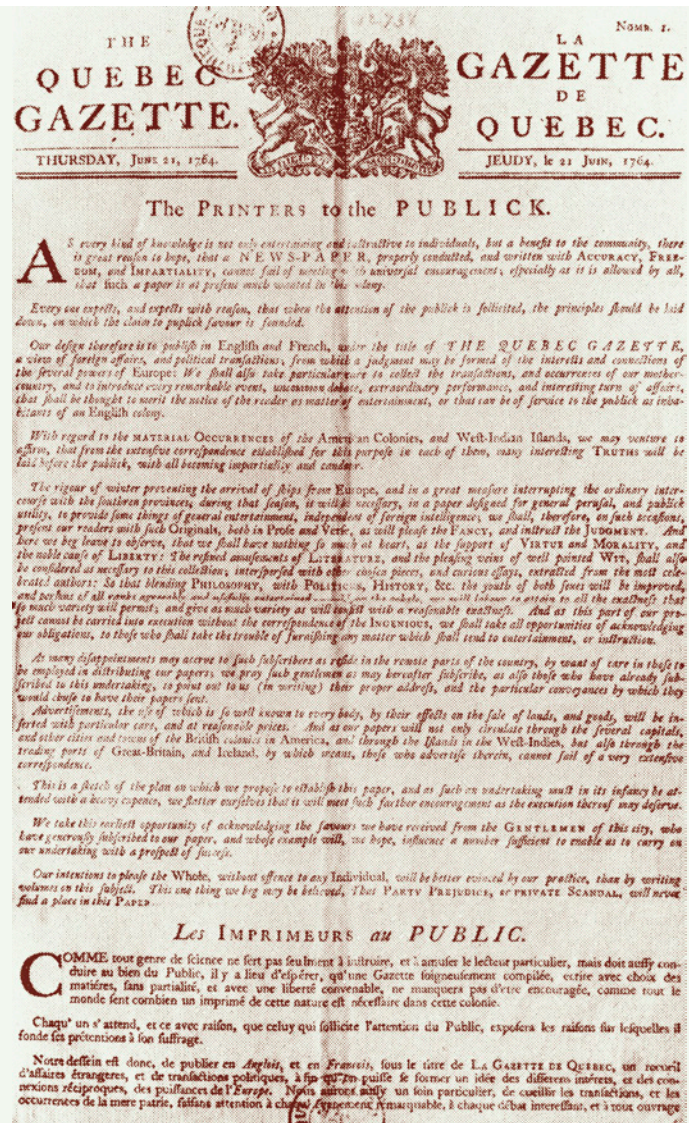 Nomb. 1.
THE
QUEBEC
GAZETTE.
THURSDAY, June 21, 1764.
LA
GAZETTE
DE
QUEBEC.
JEUDY, le 21 Juin, 1764.
The PRINTERS to the PUBLICK.
AS every kind of knowledge is not only entertaining and instructive to individuals, but a benefit to the community, there
is great reason to hope, that a NEWS-PAPER, properly conducted, and written with ACCURACY, FREE-
DOM, and IMPARTIALITY, cannot fail of meeting with universal encouragement; especially as it is allowed by all,
that such a paper is at present much wanted in this colony.
Every one expects, and expects with reason, that when the attention of the publick is sollicited, the principles should be laid
down, on which the claim to puplick favour is founded.
Our design therefore is to publish in English and French, under the title of THE QUEBEC GAZETTE,
a view of foreign affairs, and political transactions, from which a judgment may be formed of the interests and connections of
the several powers of Europe: We shall also take particular care to collect the transactions, and occurrences of our mother-
country, and to introduce every remarkable event, uncommon debate, extraordinary performance, and interesting turn of affairs,
that shall be thought to merit the notice of the reader as matter of entertainment, or that can be of service to the publick as inha-
bitants of an English colony.
With regard to the MATERIAL OCCURRENCES of the American Colonies, and West-Indian Islands, we may venture to
affirm, that from the extensive correspondence established for this purpose in each of them, many interesting TRUTHS will be
laid before the publick, with all becoming impartiality and candour.
The rigour of winter preventing the arrival of ships from Europe, and in a great measure interrupting the ordinary inter-
course with the southren provinces, during that season, it will be necessary, in a paper designed for general perusal, and publick
utility, to provide some things of general entertainment, independent of foreign intelligence; we shall, therefore, on such occasions,
present our readers with such Originals, both in Prose and Verse, as will please the FANCY, and instruct the JUDGMENT. And
here we beg leave to observe, that we shall have nothing so much at heart, as the support of VIRTUE and MORALITY, and
the noble cause of LIBERTY: The refined amusements of LITERATURE, and the pleasing veins of well pointed WIT, shall also
be considered as necessary to this collection; interspersed with other chosen pieces, and curious essays, extracted from the most cele-
brated authors: So that blending PHILOSOPHY, with POLITICKS, HISTORY, &c. the youth of both sexes will be improved,
and persons of all ranks agreeably and usefully entertained
so much variety will permit; and give as much variety as will consist with a reasonable exactness. And as this part of our pro-
ject cannot be carried into execution without the correspondence of the INGENIOUS, we shall take all opportunities of acknowledging
our obligations, to those who shall take the trouble of furnishing any matter which shall tend to entertainment, or instruction.
As many disappointments may accrue to such subscribers as reside in the remote parts of the country, by want of care in those to
be employed in distributing our papers; we pray such gentlemen as may hereafter subscribe, as also those who have already sub-
scribed to this undertaking, to point out to us (in writing) their proper address, and the particular conveyances by which they
would chuse to have their papers sent.
Advertisements, the use of which is so well known to every body, by their effects on the sale of lands, and goods, will be in-
serted with particular care, and at reasonable prices. And as our papers will not only circulate through the several capitals,
and other cities and towns of the British colonies in America, and through the Islands in the West-Indies, but also through the
trading ports of Great-Britain, and Ireland, by which means, those who advertise therein, cannot fail of a very extensive
correspondence.
This is a sketch of the plan on which we propose to establish this paper, and as such an undertaking must in its infancy be at-
tended with a heavy expence, we flatter ourselves that it will meet such farther encouragement as the execution thereof may deserve.
We take this earliest opportunity of acknowledging the favours we have received from the GENTLEMEN of this city, who
have generously subscribed to our paper, and whose example will, we hope, influence a number sufficient to enable us to carry on
our undertaking with a prospect of success.
Our intentions to please the Whole, without offence to any Individual, will be better evinced by our practice, than by writing
volumes on this subject. This one thing we beg may be believed, That PARTY PREJUDICE, or PRIVATE SCANDAL, will never
find a place in this PAPER.
Les IMPRIMEURS au PUBLIC.
COMME tout genre de science ne sert pas seulment à instruire, et à amuser le lecteur particulier, mais doit aussy con-
duire au bien du Public, il y a lieu d'espérer, qu'une Gazette soigneusement compilée, ecrite avec choix des
matiéres, sans partialité, et avec une liberté convenable, ne manquera pas d'etre encouragée, comme tout le
monde sent combien un imprimé de cette nature est nécessaire dans cette colonie.
Chaqu' un s'attend, et ce avec raison, que celuy qui sollicite l'attention du Public, exposera les raisons sur lesquelles il
fonde ses prétentions à son suffrage.
Notre dessein est donc, de publier en Anglois, et en François, sous le titre de LA GAZETTE DE QUEBEC, un recueil
d'affaires étrangeres, et de transactions politiques, à fin qu'on puisse se former un idée des differens intérets, et des con-
nexions réciproques, des puissances de l'Europe. Nous aurons aussy un soin particulier, de cueillir les transactions, et les
occurrences de la mere patrie, faisans attention à chaque évenement remarquable, à chaque débat interessant, et à tout ouvrage